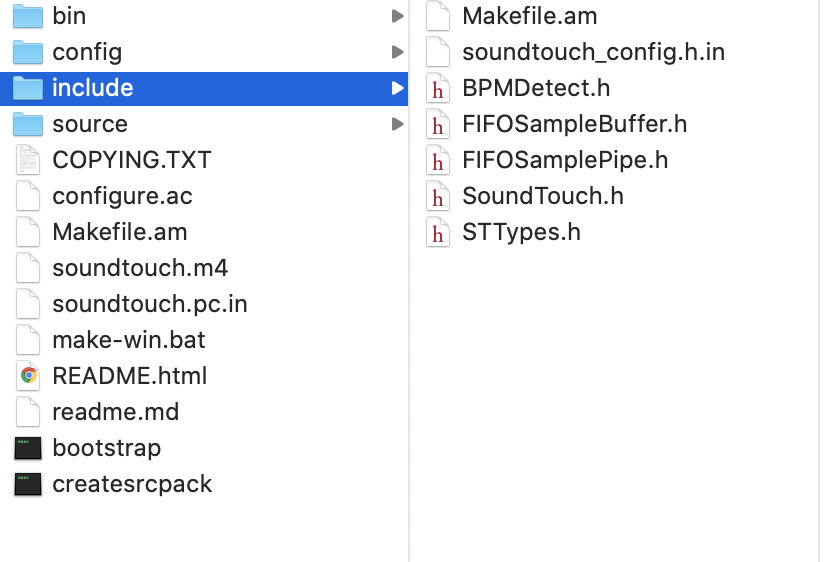 bin
config
include
source
COPYING.TXT
configure.ac
Makefile.am
soundtouch.m4
soundtouch.pc.in
make-win.bat
README.html
readme.md
bootstrap
createsrcpack
Makefile.am
soundtouch_config.h.in
h BPMDetect.h
h FIFOSampleBuffer.h
h FIFOSamplePipe.h
h SoundTouch.h
h STTypes.h